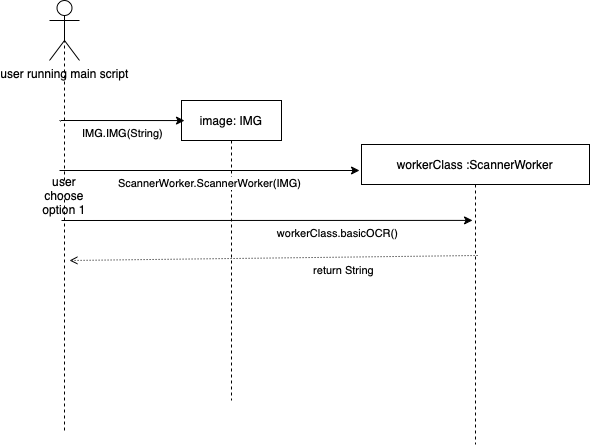 user running main script
image: IMG
IMG.IMG(String)
workerClass :ScannerWorker
ScannerWorker.ScannerWorker(IMG)
user
choose
option 1
workerClass.basicOCR()
return String